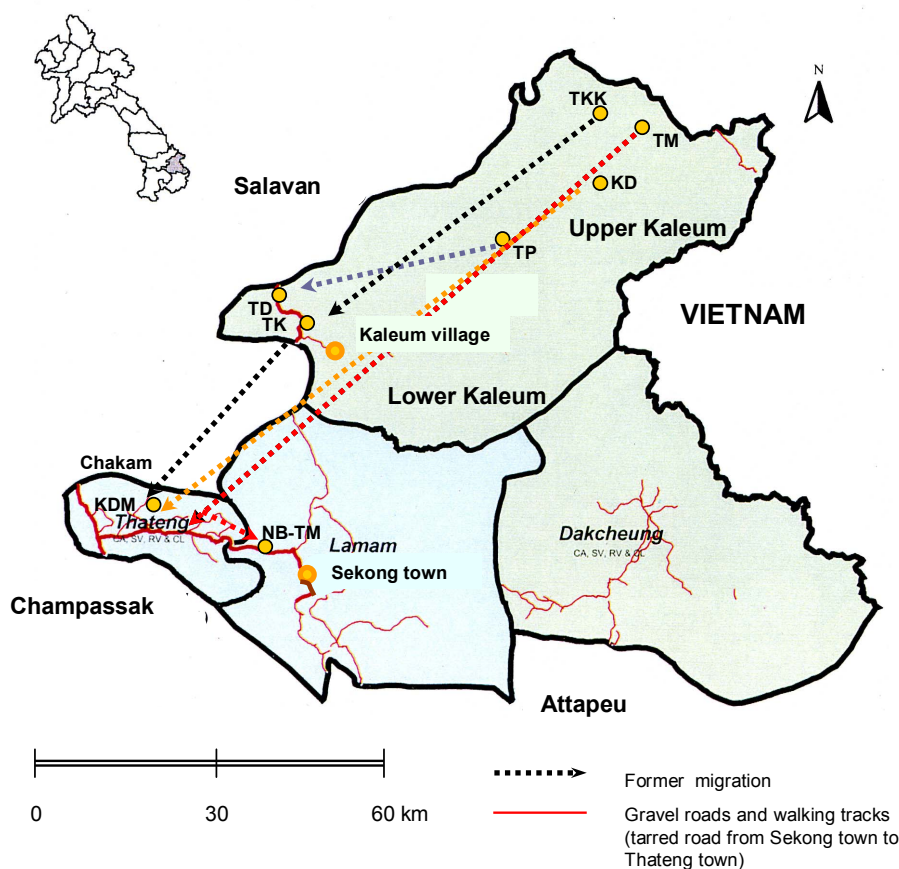 N
TKK
TM
Salavan
KD
Upper Kaleum
TP
TD
VIETNAM
TK
Kaleum village
Lower Kaleum
Chakam
KDM
Thateng
CA, SV, RV & CL
NB-TM
Dakcheung
CA, SV, RV & CL
Lamam
Sekong town
Champassak
Attapeu
Former migration
0 30 60 km
Gravel roads and walking tracks
(tarred road from Sekong town to
Thateng town)